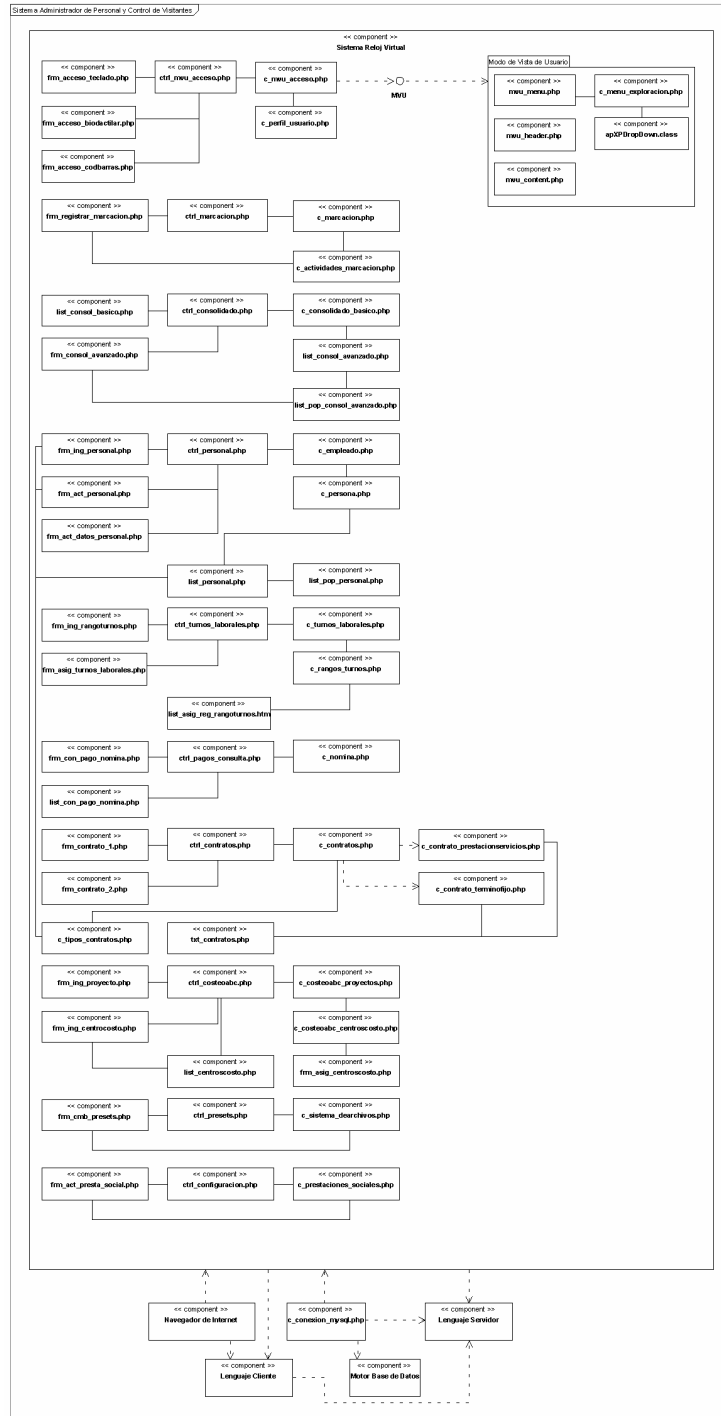 Sistema Administrador de Personal y Control de Visitantes
<< component >>
Sistema Reloj Virtual
<< component >>
frm_acceso_teclado.php
<< component >>
ctrl_mvu_acceso.php
<< component >>
c_mvu_acceso.php
MVU
Modo de Vista de Usuario
<< component >>
mvu_menu.php
<< component >>
c_menu_exploracion.php
<< component >>
frm_acceso_biodactilar.php
<< component >>
c_perfil_usuario.php
<< component >>
mvu_header.php
<< component >>
apXPDropDown.class
<< component >>
frm_acceso_codbarras.php
<< component >>
mvu_content.php
<< component >>
frm_registrar_marcacion.php
<< component >>
ctrl_marcacion.php
<< component >>
c_marcacion.php
<< component >>
c_actividades_marcacion.php
<< component >>
list_consol_basico.php
<< component >>
ctrl_consolidado.php
<< component >>
c_consolidado_basico.php
<< component >>
frm_consol_avanzado.php
<< component >>
list_consol_avanzado.php
<< component >>
list_pop_consol_avanzado.php
<< component >>
frm_ing_personal.php
<< component >>
ctrl_personal.php
<< component >>
c_empleado.php
<< component >>
frm_act_personal.php
<< component >>
c_persona.php
<< component >>
frm_act_datos_personal.php
<< component >>
list_personal.php
<< component >>
list_pop_personal.php
<< component >>
frm_ing_rangoturnos.php
<< component >>
ctrl_turnos_laborales.php
<< component >>
c_turnos_laborales.php
<< component >>
frm_asig_turnos_laborales.php
<< component >>
c_rangos_turnos.php
<< component >>
list_asig_reg_rangoturnos.htm
<< component >>
frm_con_pago_nomina.php
<< component >>
ctrl_pagos_consulta.php
<< component >>
c_nomina.php
<< component >>
list_con_pago_nomina.php
<< component >>
frm_contrato_1.php
<< component >>
ctrl_contratos.php
<< component >>
c_contratos.php
<< component >>
c_contrato_prestacionservicios.php
<< component >>
frm_contrato_2.php
<< component >>
c_contrato_terminofijo.php
<< component >>
c_tipos_contratos.php
<< component >>
txt_contratos.php
<< component >>
frm_ing_proyecto.php
<< component >>
ctrl_costeoabc.php
<< component >>
c_costeoabc_proyectos.php
<< component >>
frm_ing_centrocosto.php
<< component >>
c_costeoabc_centroscosto.php
<< component >>
list_centroscosto.php
<< component >>
frm_asig_centroscosto.php
<< component >>
frm_cmb_presets.php
<< component >>
ctrl_presets.php
<< component >>
c_sistema_dearchivos.php
<< component >>
frm_act_presta_social.php
<< component >>
ctrl_configuracion.php
<< component >>
c_prestaciones_sociales.php
<< component >>
Navegador de Internet
<< component >>
c_conexion_mysql.php
<< component >>
Lenguaje Servidor
<< component >>
Lenguaje Cliente
<< component >>
Motor Base de Datos